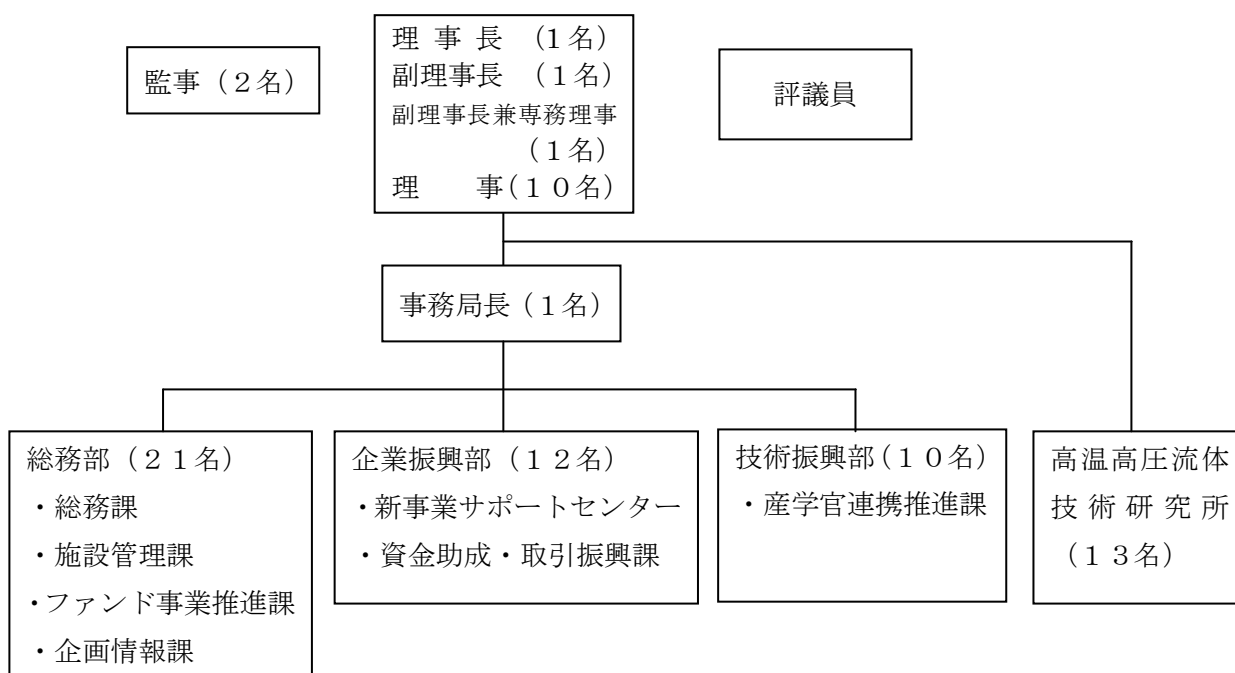 監事（２名）
理 事 長 （1名）
副理事長 （１名）
副理事長兼専務理事
（１名）
理　　事（１０名）
評議員
事務局長（１名）
総務部（２１名）
・総務課
・施設管理課
・ファンド事業推進課
・企画情報課
企業振興部（１２名）
・新事業サポートセンター
・資金助成・取引振興課
技術振興部（１０名）
・産学官連携推進課
高温高圧流体
技 術 研 究 所
（１３名）